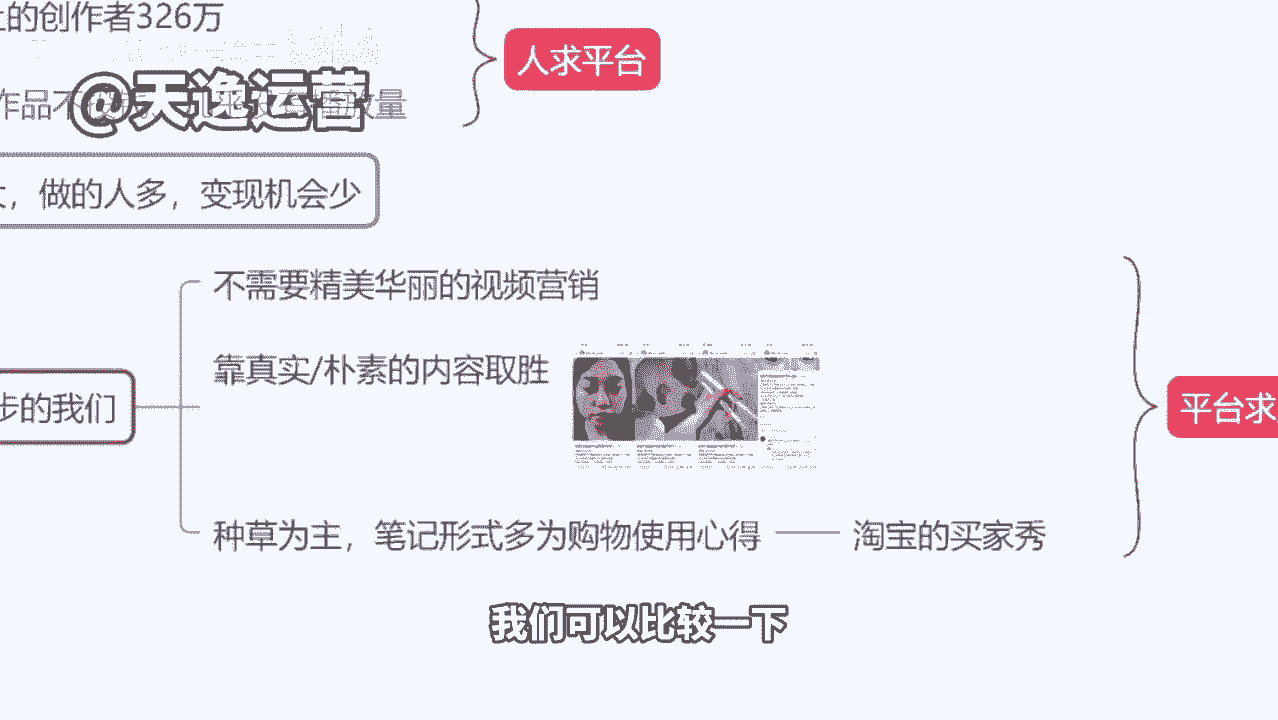 的创作者326万
人求平台
@天逸运营
作品不
放量
，做的人多，变现机会少
不需要精美华丽的视频营销
靠真实/朴素的内容取胜
步的我们
平台求
种草为主，笔记形式多为购物使用心得
淘宝的买家秀
我们可以比较一下